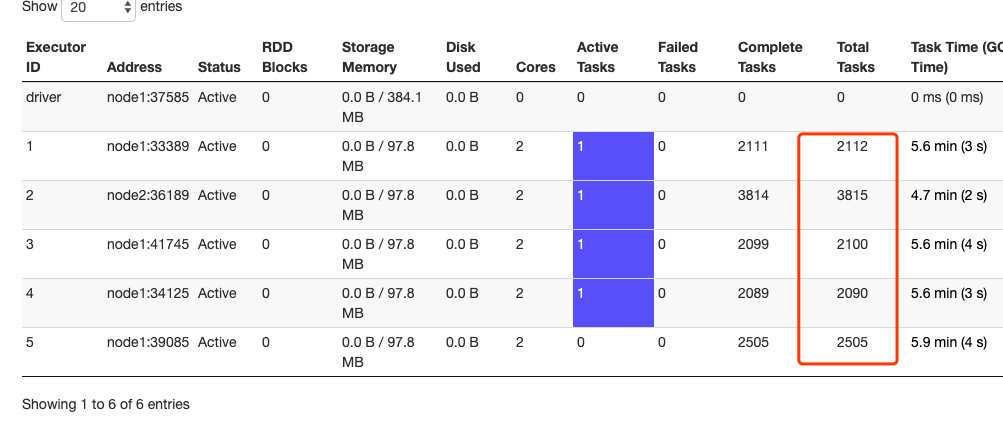 Show 20 entries
Executor ID Address Status RDD Blocks Storage Memory Disk Used Cores Active Tasks Failed Tasks Complete Tasks Total Tasks Task Time (GC Time)
driver node1:37585 Active 0 0.0 B / 384.1 MB 0.0 B 0 0 0 0 0 0 ms (0 ms)
1 node1:33389 Active 0 0.0 B / 97.8 MB 0.0 B 2 1 0 2111 2112 5.6 min (3 s)
2 node2:36189 Active 0 0.0 B / 97.8 MB 0.0 B 2 1 0 3814 3815 4.7 min (2 s)
3 node1:41745 Active 0 0.0 B / 97.8 MB 0.0 B 2 1 0 2099 2100 5.6 min (4 s)
4 node1:34125 Active 0 0.0 B / 97.8 MB 0.0 B 2 1 0 2089 2090 5.6 min (3 s)
5 node1:39085 Active 0 0.0 B / 97.8 MB 0.0 B 2 0 0 2505 2505 5.9 min (4 s)
Showing 1 to 6 of 6 entries